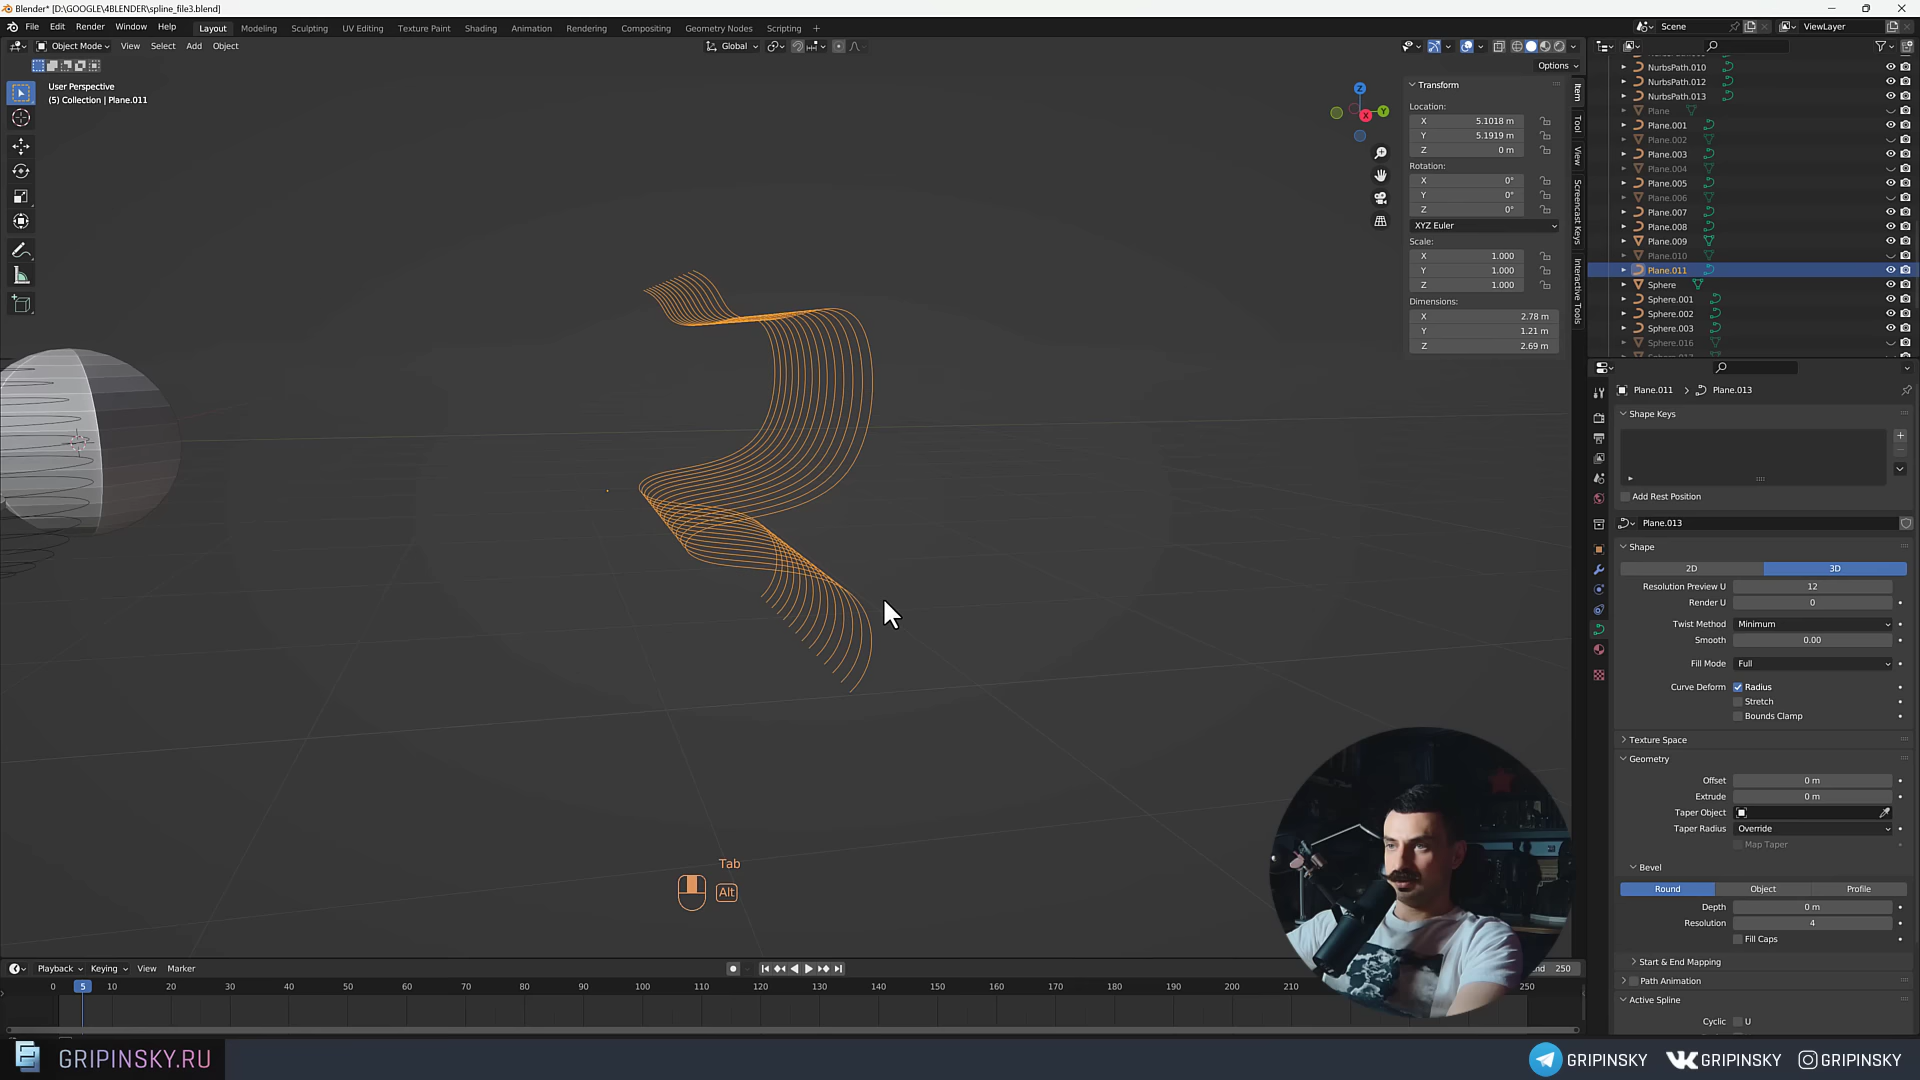 Blender* [D:\GOOGLE\4BLENDER\spline_file3.blend]
File Edit Render Window Help Layout Modeling Sculpting UV Editing Texture Paint Shading Animation Rendering Compositing Geometry Nodes Scripting + Scene ViewLayer
Object Mode View Select Add Object Global
Options
User Perspective
(5) Collection | Plane.011
Z
Y
X
Transform
Location:
X 5.1018 m
Y 5.1919 m
Z 0 m
Rotation:
X 0°
Y 0°
Z 0°
XYZ Euler
Scale:
X 1.000
Y 1.000
Z 1.000
Dimensions:
X 2.78 m
Y 1.21 m
Z 2.69 m
Item
Tool
View
Screencast Keys
Interactive Tools
NurbsPath.010
NurbsPath.012
NurbsPath.013
Plane
Plane.001
Plane.002
Plane.003
Plane.004
Plane.005
Plane.006
Plane.007
Plane.008
Plane.009
Plane.010
Plane.011
Sphere
Sphere.001
Sphere.002
Sphere.003
Sphere.016
Plane.011 > Plane.013
Shape Keys
Add Rest Position
Plane.013
Shape
2D 3D
Resolution Preview U 12
Render U 0
Twist Method Minimum
Smooth 0.00
Fill Mode Full
Curve Deform Radius
Stretch
Bounds Clamp
Texture Space
Geometry
Offset 0 m
Extrude 0 m
Taper Object
Taper Radius Override
Map Taper
Bevel
Round Object Profile
Depth 0 m
Resolution 4
Fill Caps
Start & End Mapping
Path Animation
Active Spline
Cyclic U
Tab
Alt
Playback Keying View Marker 250
0 5 10 20 30 40 50 60 70 80 90 100 110 120 130 140 150 160 170 180 190 200 210 250
GRIPINSKY.RU
GRIPINSKY GRIPINSKY GRIPINSKY